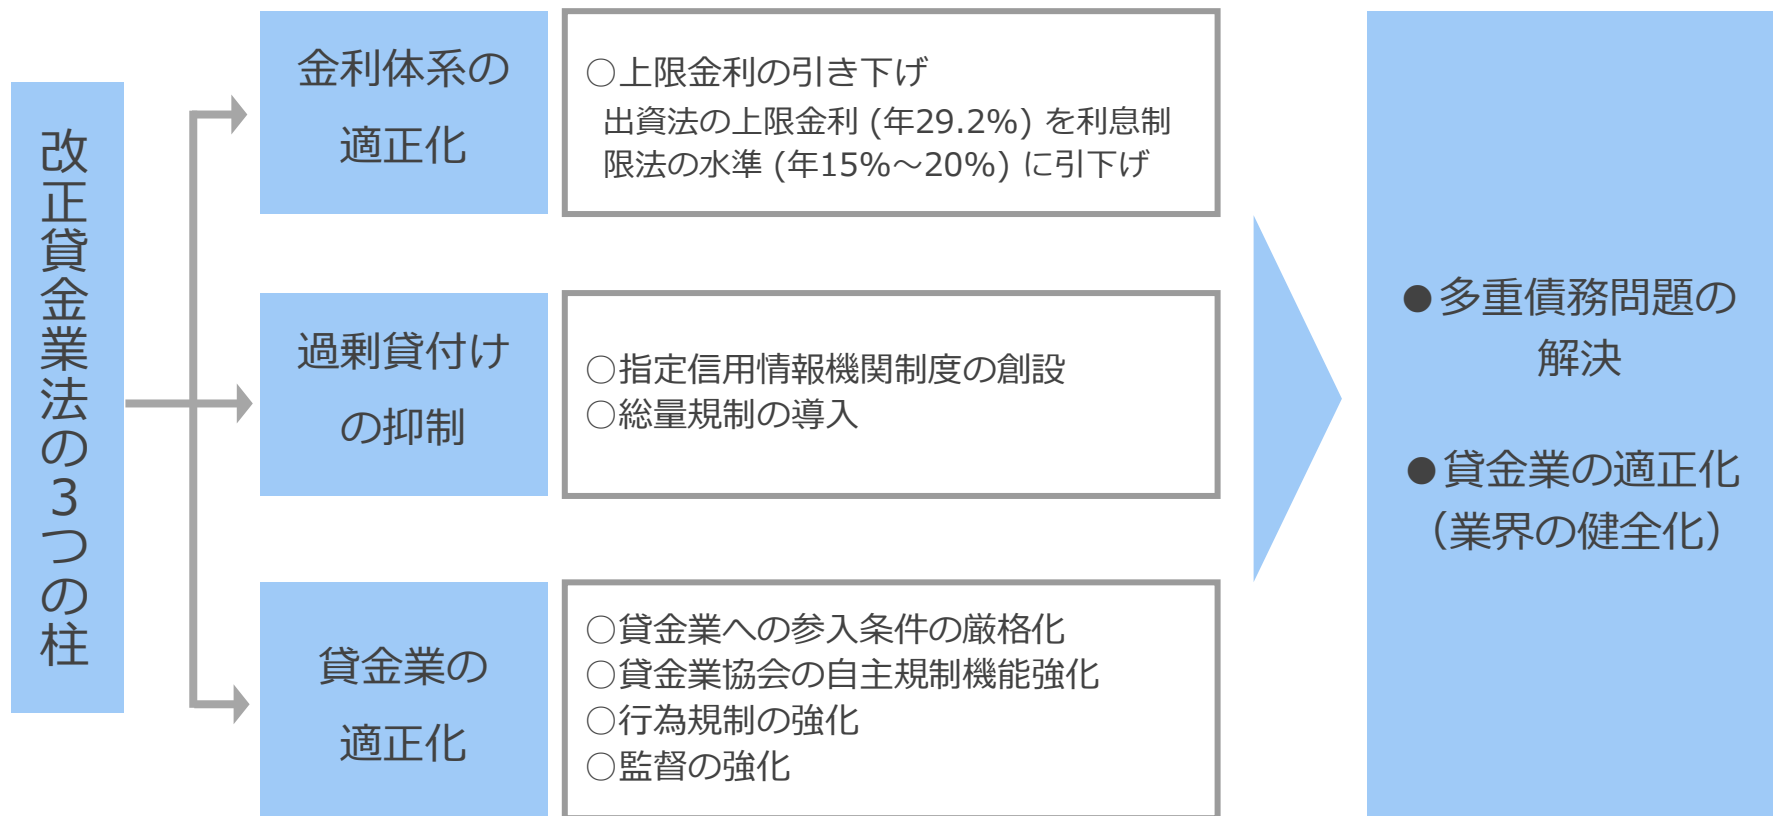 改正貸金業法の3つの柱
金利体系の
適正化
○上限金利の引き下げ
出資法の上限金利 (年29.2%) を利息制
限法の水準 (年15%～20%) に引下げ
過剰貸付け
の抑制
○指定信用情報機関制度の創設
○総量規制の導入
貸金業の
適正化
○貸金業への参入条件の厳格化
○貸金業協会の自主規制機能強化
○行為規制の強化
○監督の強化
●多重債務問題の
解決
●貸金業の適正化
（業界の健全化）